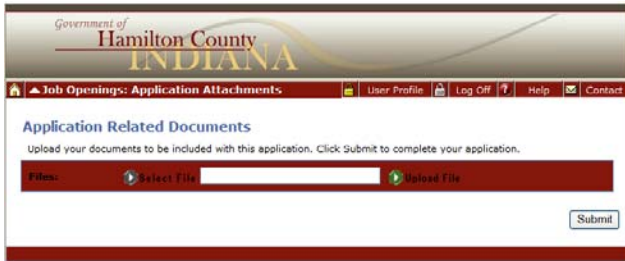 Government of
Hamilton County
INDIANA
Job Openings: Application Attachments User Profile Log Off Help Contact
Application Related Documents
Upload your documents to be included with this application. Click Submit to complete your application.
Files: Select File Upload File
Submit